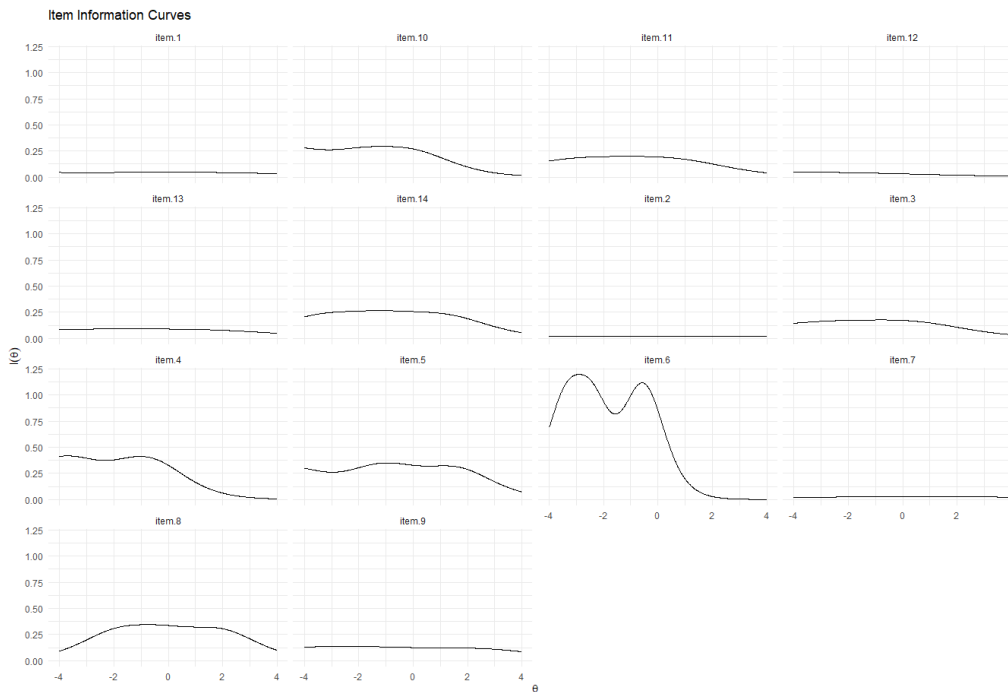 Item Information Curves
item.1 item.10 item.11 item.12
1.25
1.00
0.75
0.50
0.25
0.00
item.13 item.14 item.2 item.3
1.25
1.00
0.75
0.50
0.25
0.00
I(θ)
item.4 item.5 item.6 item.7
1.25
1.00
0.75
0.50
0.25
0.00
-4 -2 0 2 4 -4 -2 0 2
item.8 item.9
1.25
1.00
0.75
0.50
0.25
0.00
-4 -2 0 2 4 -4 -2 0 2 4
θ